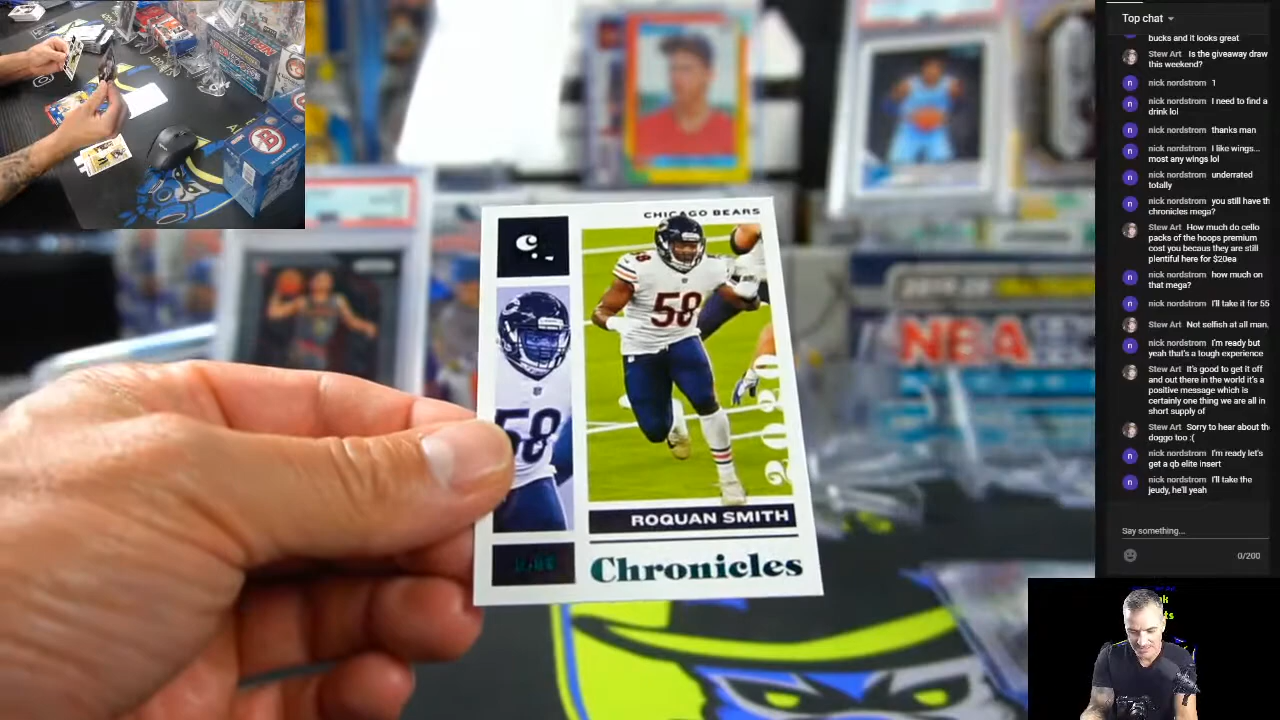 CHICAGO BEARS
58
58
2020
ROQUAN SMITH
Chronicles
NBA
Top chat
bucks and it looks great
Stew Art Is the giveaway draw
this weekend?
nick nordstrom 1
nick nordstrom I need to find a
drink lol
nick nordstrom thanks man
nick nordstrom I like wings...
most any wings lol
nick nordstrom underrated
totally
nick nordstrom you still have th
chronicles mega?
Stew Art How much do cello
packs of the hoops premium
cost you becaus they are still
plentiful here for $20ea
nick nordstrom how much on
that mega?
nick nordstrom I'll take it for 55
Stew Art Not selfish at all man.
nick nordstrom I'm ready but
yeah that's a tough experience
Stew Art It's good to get it off
and out there in the world it's a
positive message which is
certainly one thing we are all in
short supply of
Stew Art Sorry to hear about th
doggo too :(
nick nordstrom I'm ready let's
get a qb elite insert
nick nordstrom I'll take the
jeudy, he'll yeah
Say something...
0/200